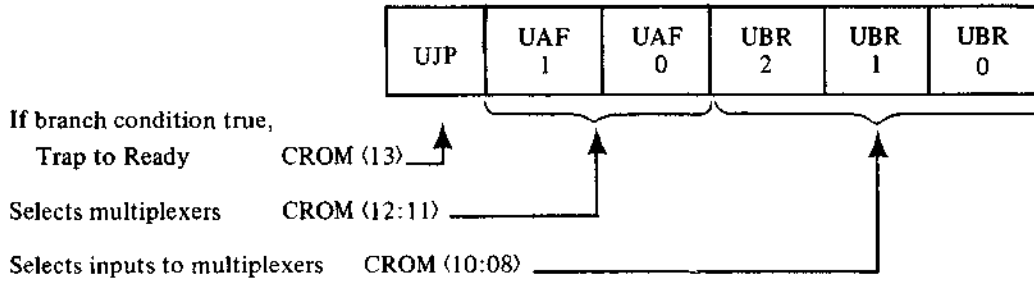 UJP UAF 1 UAF 0 UBR 2 UBR 1 UBR 0
If branch condition true,
Trap to Ready CROM ⟨13⟩
Selects multiplexers CROM ⟨12:11⟩
Selects inputs to multiplexers CROM ⟨10:08⟩